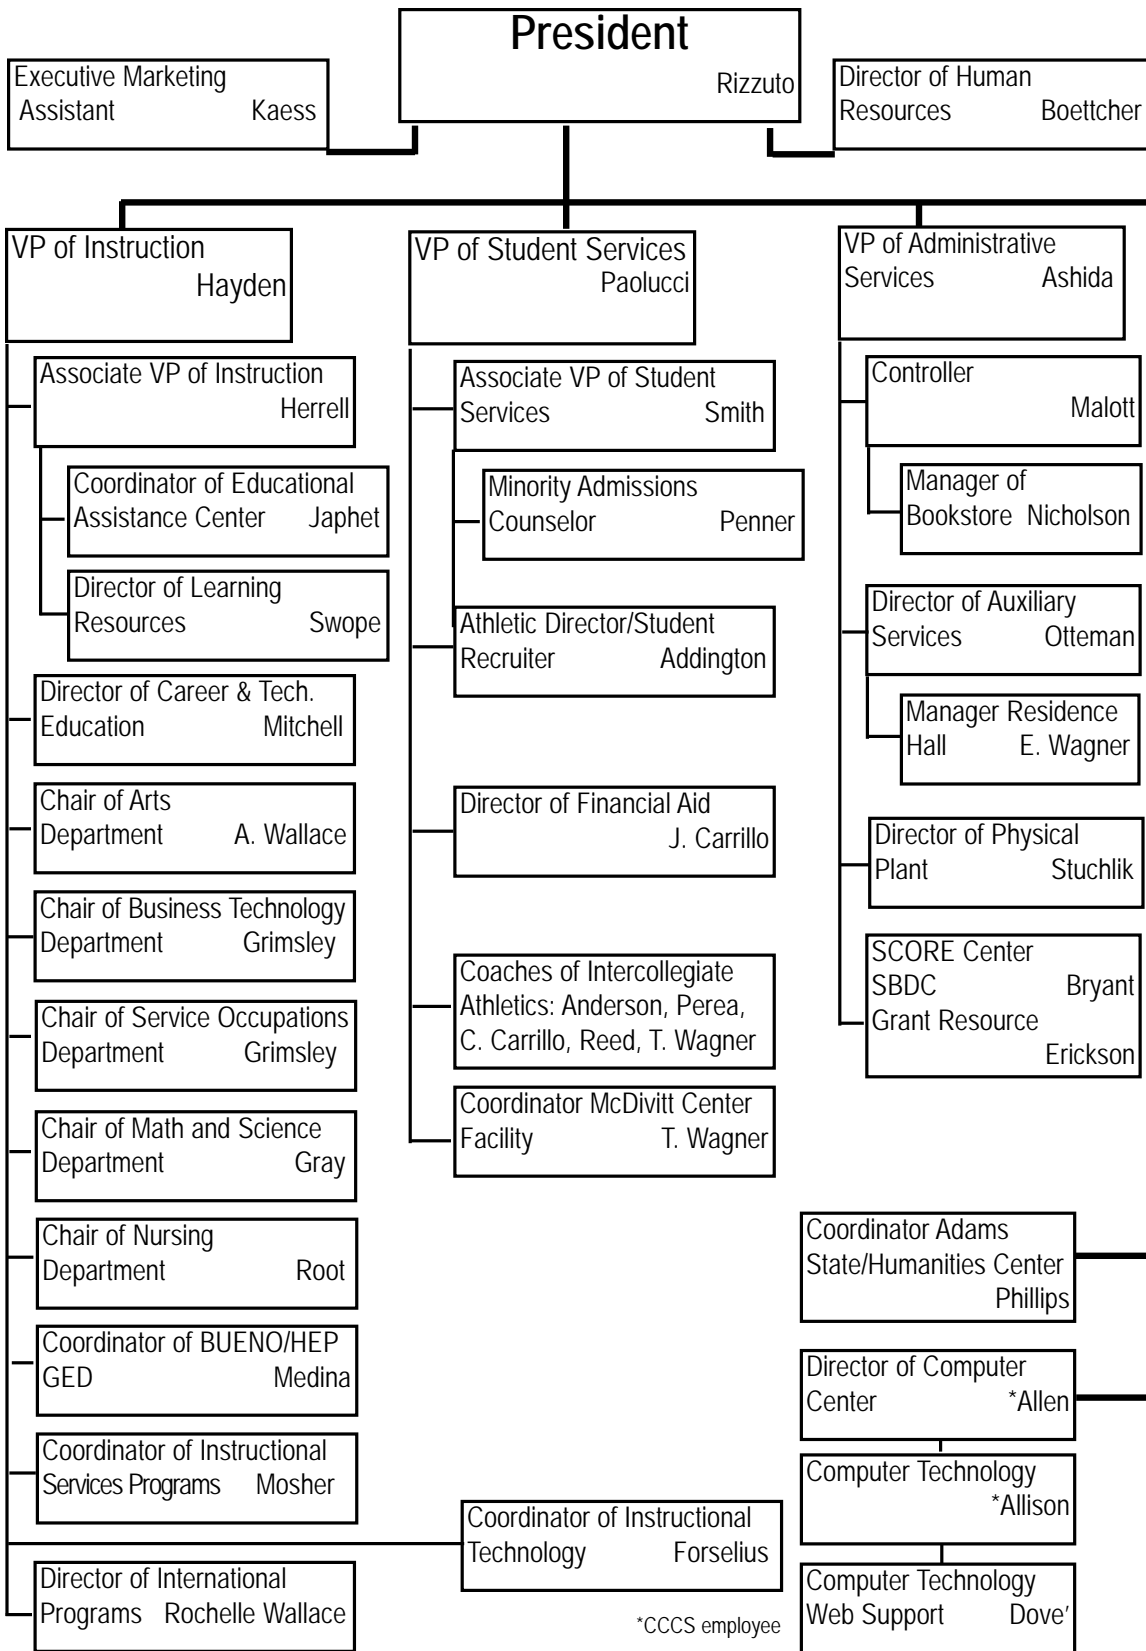 President
Rizzuto
Executive Marketing
Assistant Kaess
Director of Human
Resources Boettcher
VP of Instruction
Hayden
Associate VP of Instruction
Herrell
Coordinator of Educational
Assistance Center Japhet
Director of Learning
Resources Swope
Director of Career & Tech.
Education Mitchell
Chair of Arts
Department A. Wallace
Chair of Business Technology
Department Grimsley
Chair of Service Occupations
Department Grimsley
Chair of Math and Science
Department Gray
Chair of Nursing
Department Root
Coordinator of BUENO/HEP
GED Medina
Coordinator of Instructional
Services Programs Mosher
Coordinator of Instructional
Technology Forselius
Director of International
Programs Rochelle Wallace
VP of Student Services
Paolucci
Associate VP of Student
Services Smith
Minority Admissions
Counselor Penner
Athletic Director/Student
Recruiter Addington
Director of Financial Aid
J. Carrillo
Coaches of Intercollegiate
Athletics: Anderson, Perea,
C. Carrillo, Reed, T. Wagner
Coordinator McDivitt Center
Facility T. Wagner
VP of Administrative
Services Ashida
Controller
Malott
Manager of
Bookstore Nicholson
Director of Auxiliary
Services Otteman
Manager Residence
Hall E. Wagner
Director of Physical
Plant Stuchlik
SCORE Center
SBDC Bryant
Grant Resource
Erickson
Coordinator Adams
State/Humanities Center
Phillips
Director of Computer
Center *Allen
Computer Technology
*Allison
Computer Technology
Web Support Dove'
*CCCS employee